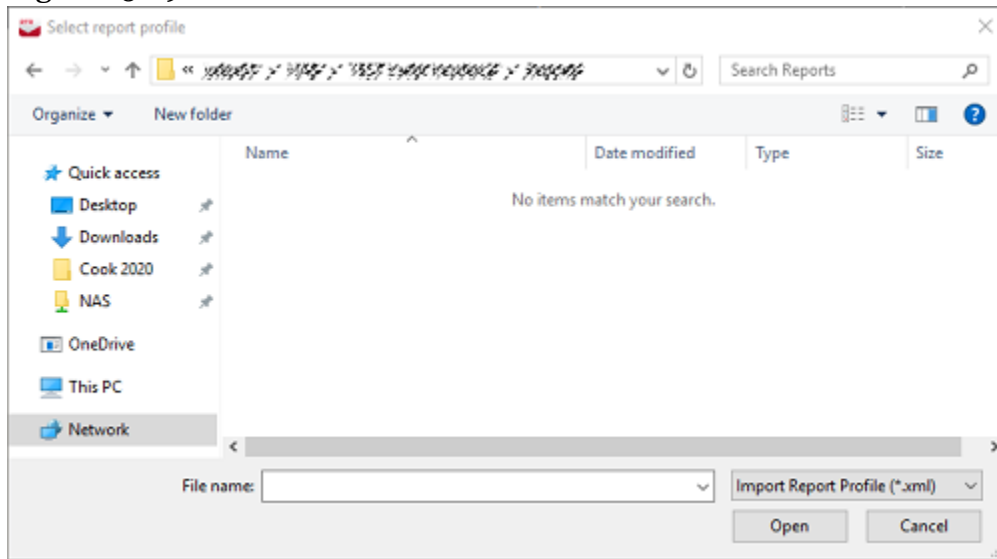 Select report profile
«
Search Reports
Organize
New folder
Name
Date modified
Type
Size
Quick access
No items match your search.
Desktop
Downloads
Cook 2020
NAS
OneDrive
This PC
Network
File name:
Import Report Profile (*.xml)
Open
Cancel